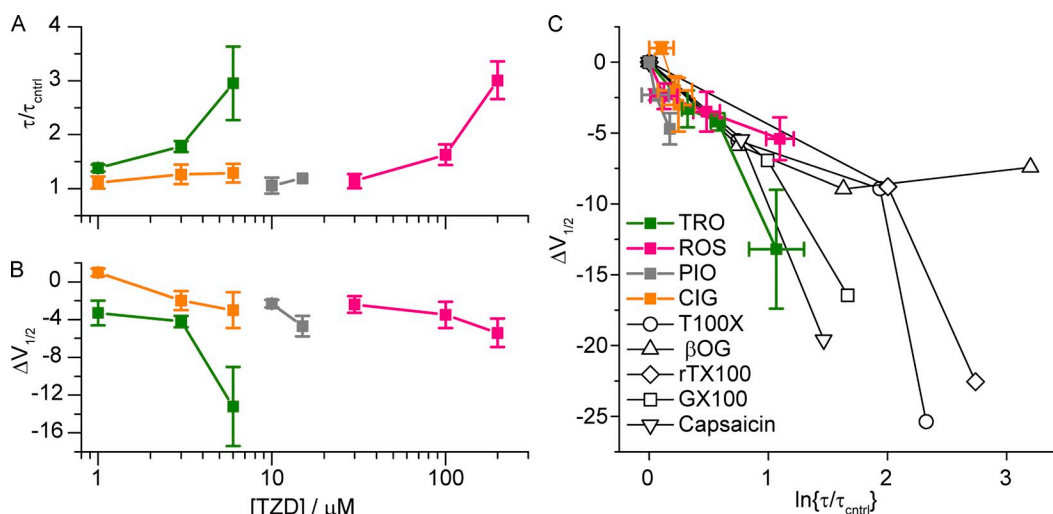 A
4
3
2
1
τ/τcntrl
B
0
-4
-8
-12
-16
ΔV1/2
1
10
100
[TZD] / μM
C
0
-5
-10
-15
-20
-25
ΔV1/2
TRO
ROS
PIO
CIG
T100X
βOG
rTX100
GX100
Capsaicin
0
1
2
3
ln{τ/τcntrl}